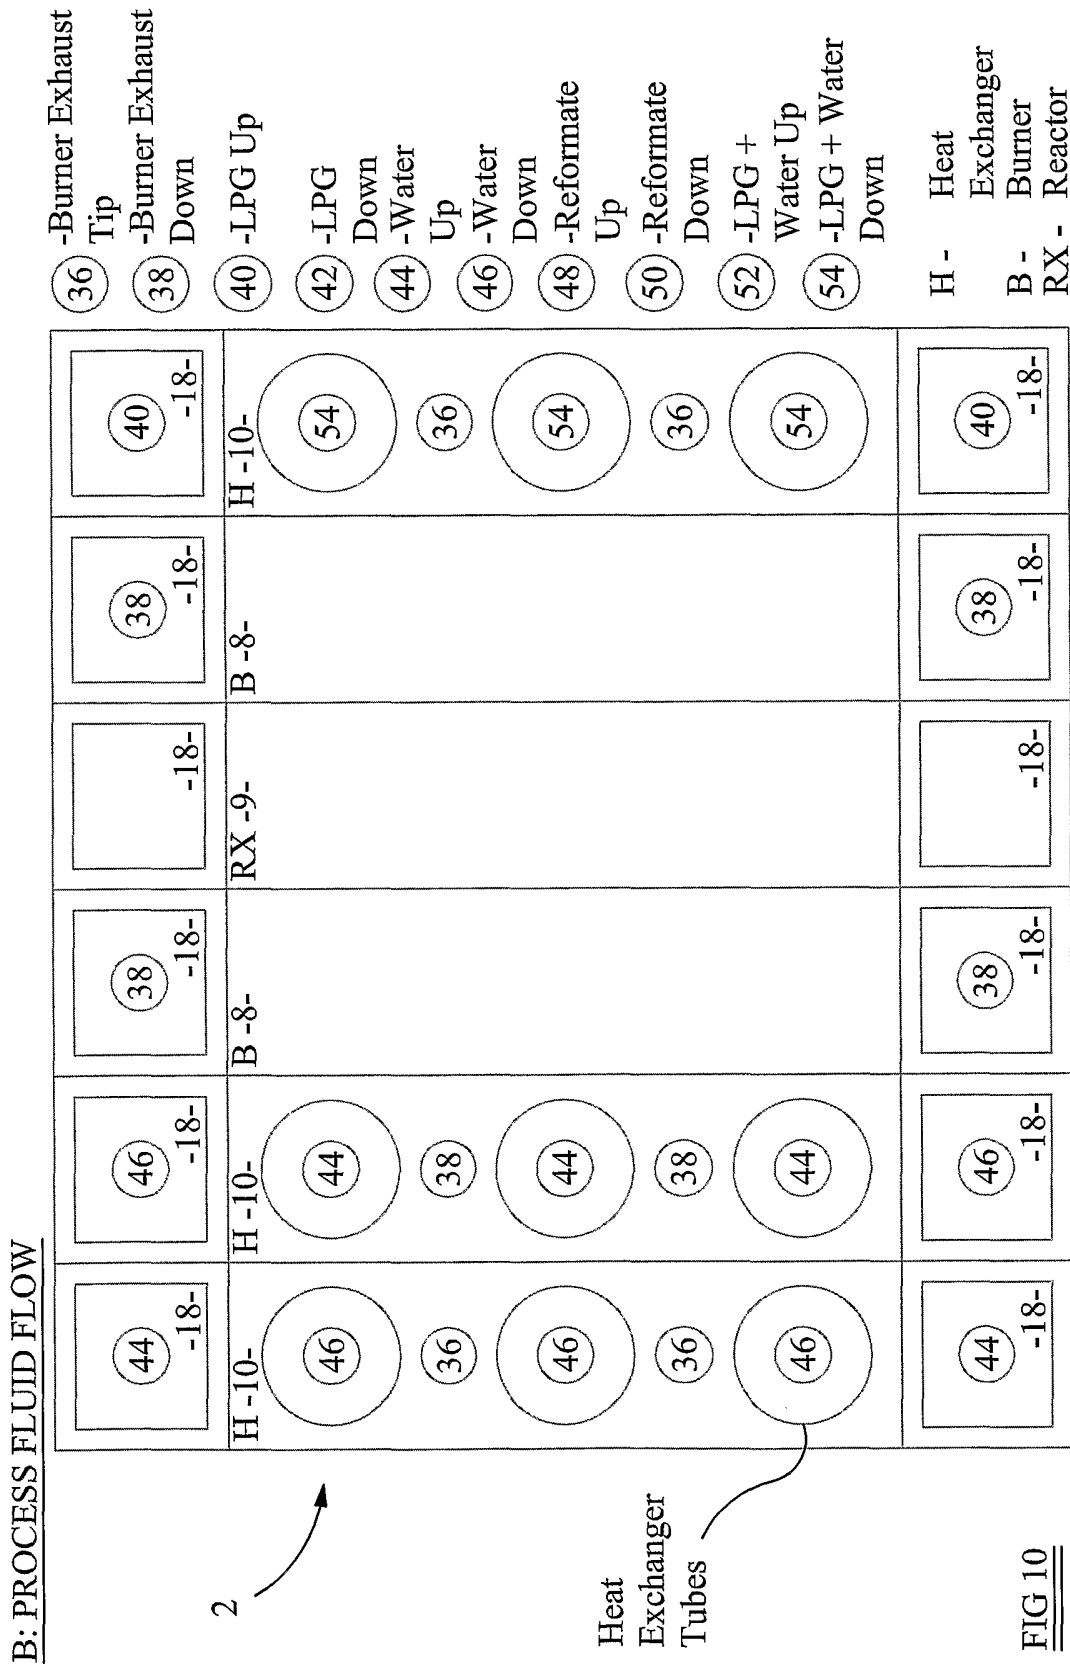 B: PROCESS FLUID FLOW
2
44
-18-
46
-18-
38
-18-
-18-
38
-18-
40
-18-
H -10-
H -10-
B -8-
RX -9-
B -8-
H -10-
46
44
54
36
38
36
46
44
54
36
38
36
46
44
54
44
-18-
46
-18-
38
-18-
-18-
38
-18-
40
-18-
Heat
Exchanger
Tubes
36 -Burner Exhaust
Tip
38 -Burner Exhaust
Down
40 -LPG Up
42 -LPG
Down
44 -Water
Up
46 -Water
Down
48 -Reformate
Up
50 -Reformate
Down
52 -LPG +
Water Up
54 -LPG + Water
Down
H - Heat
Exchanger
B - Burner
RX - Reactor
FIG 10